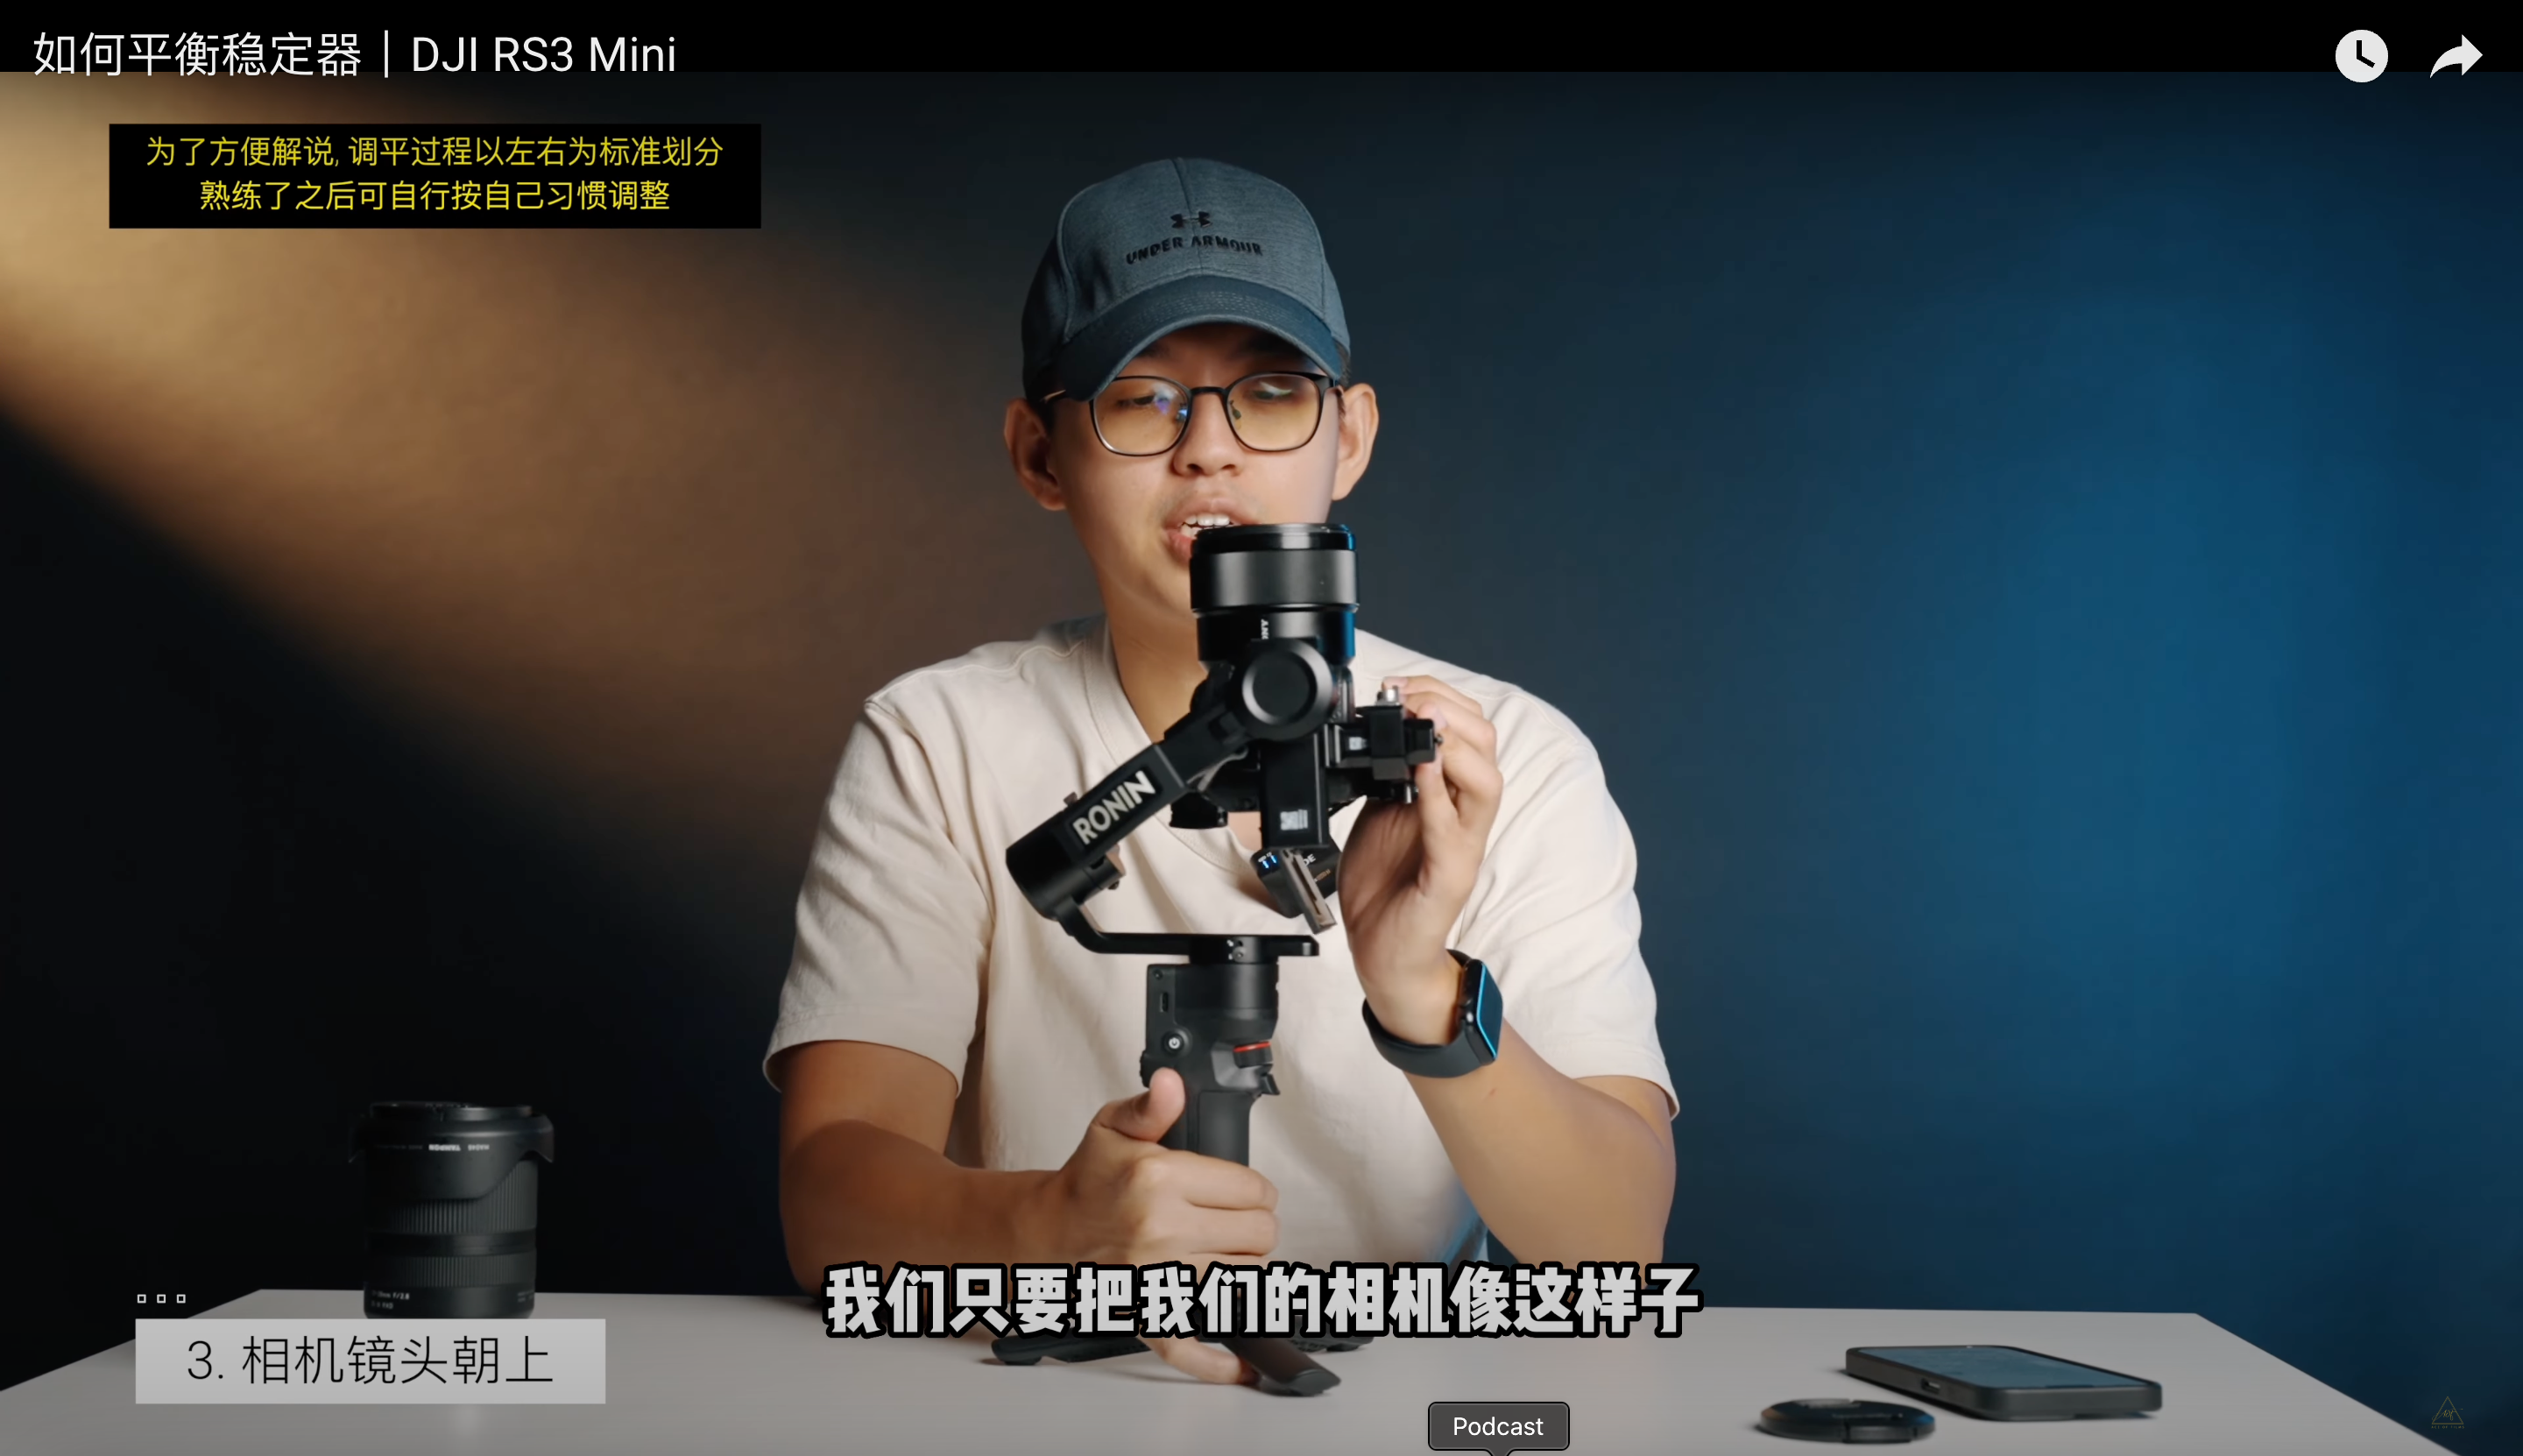 如何平衡稳定器｜DJI RS3 Mini
为了方便解说, 调平过程以左右为标准划分
熟练了之后可自行按自己习惯调整
UNDER ARMOUR
RONIN
TAMRON
我们只要把我们的相机像这样子
3. 相机镜头朝上
Podcast